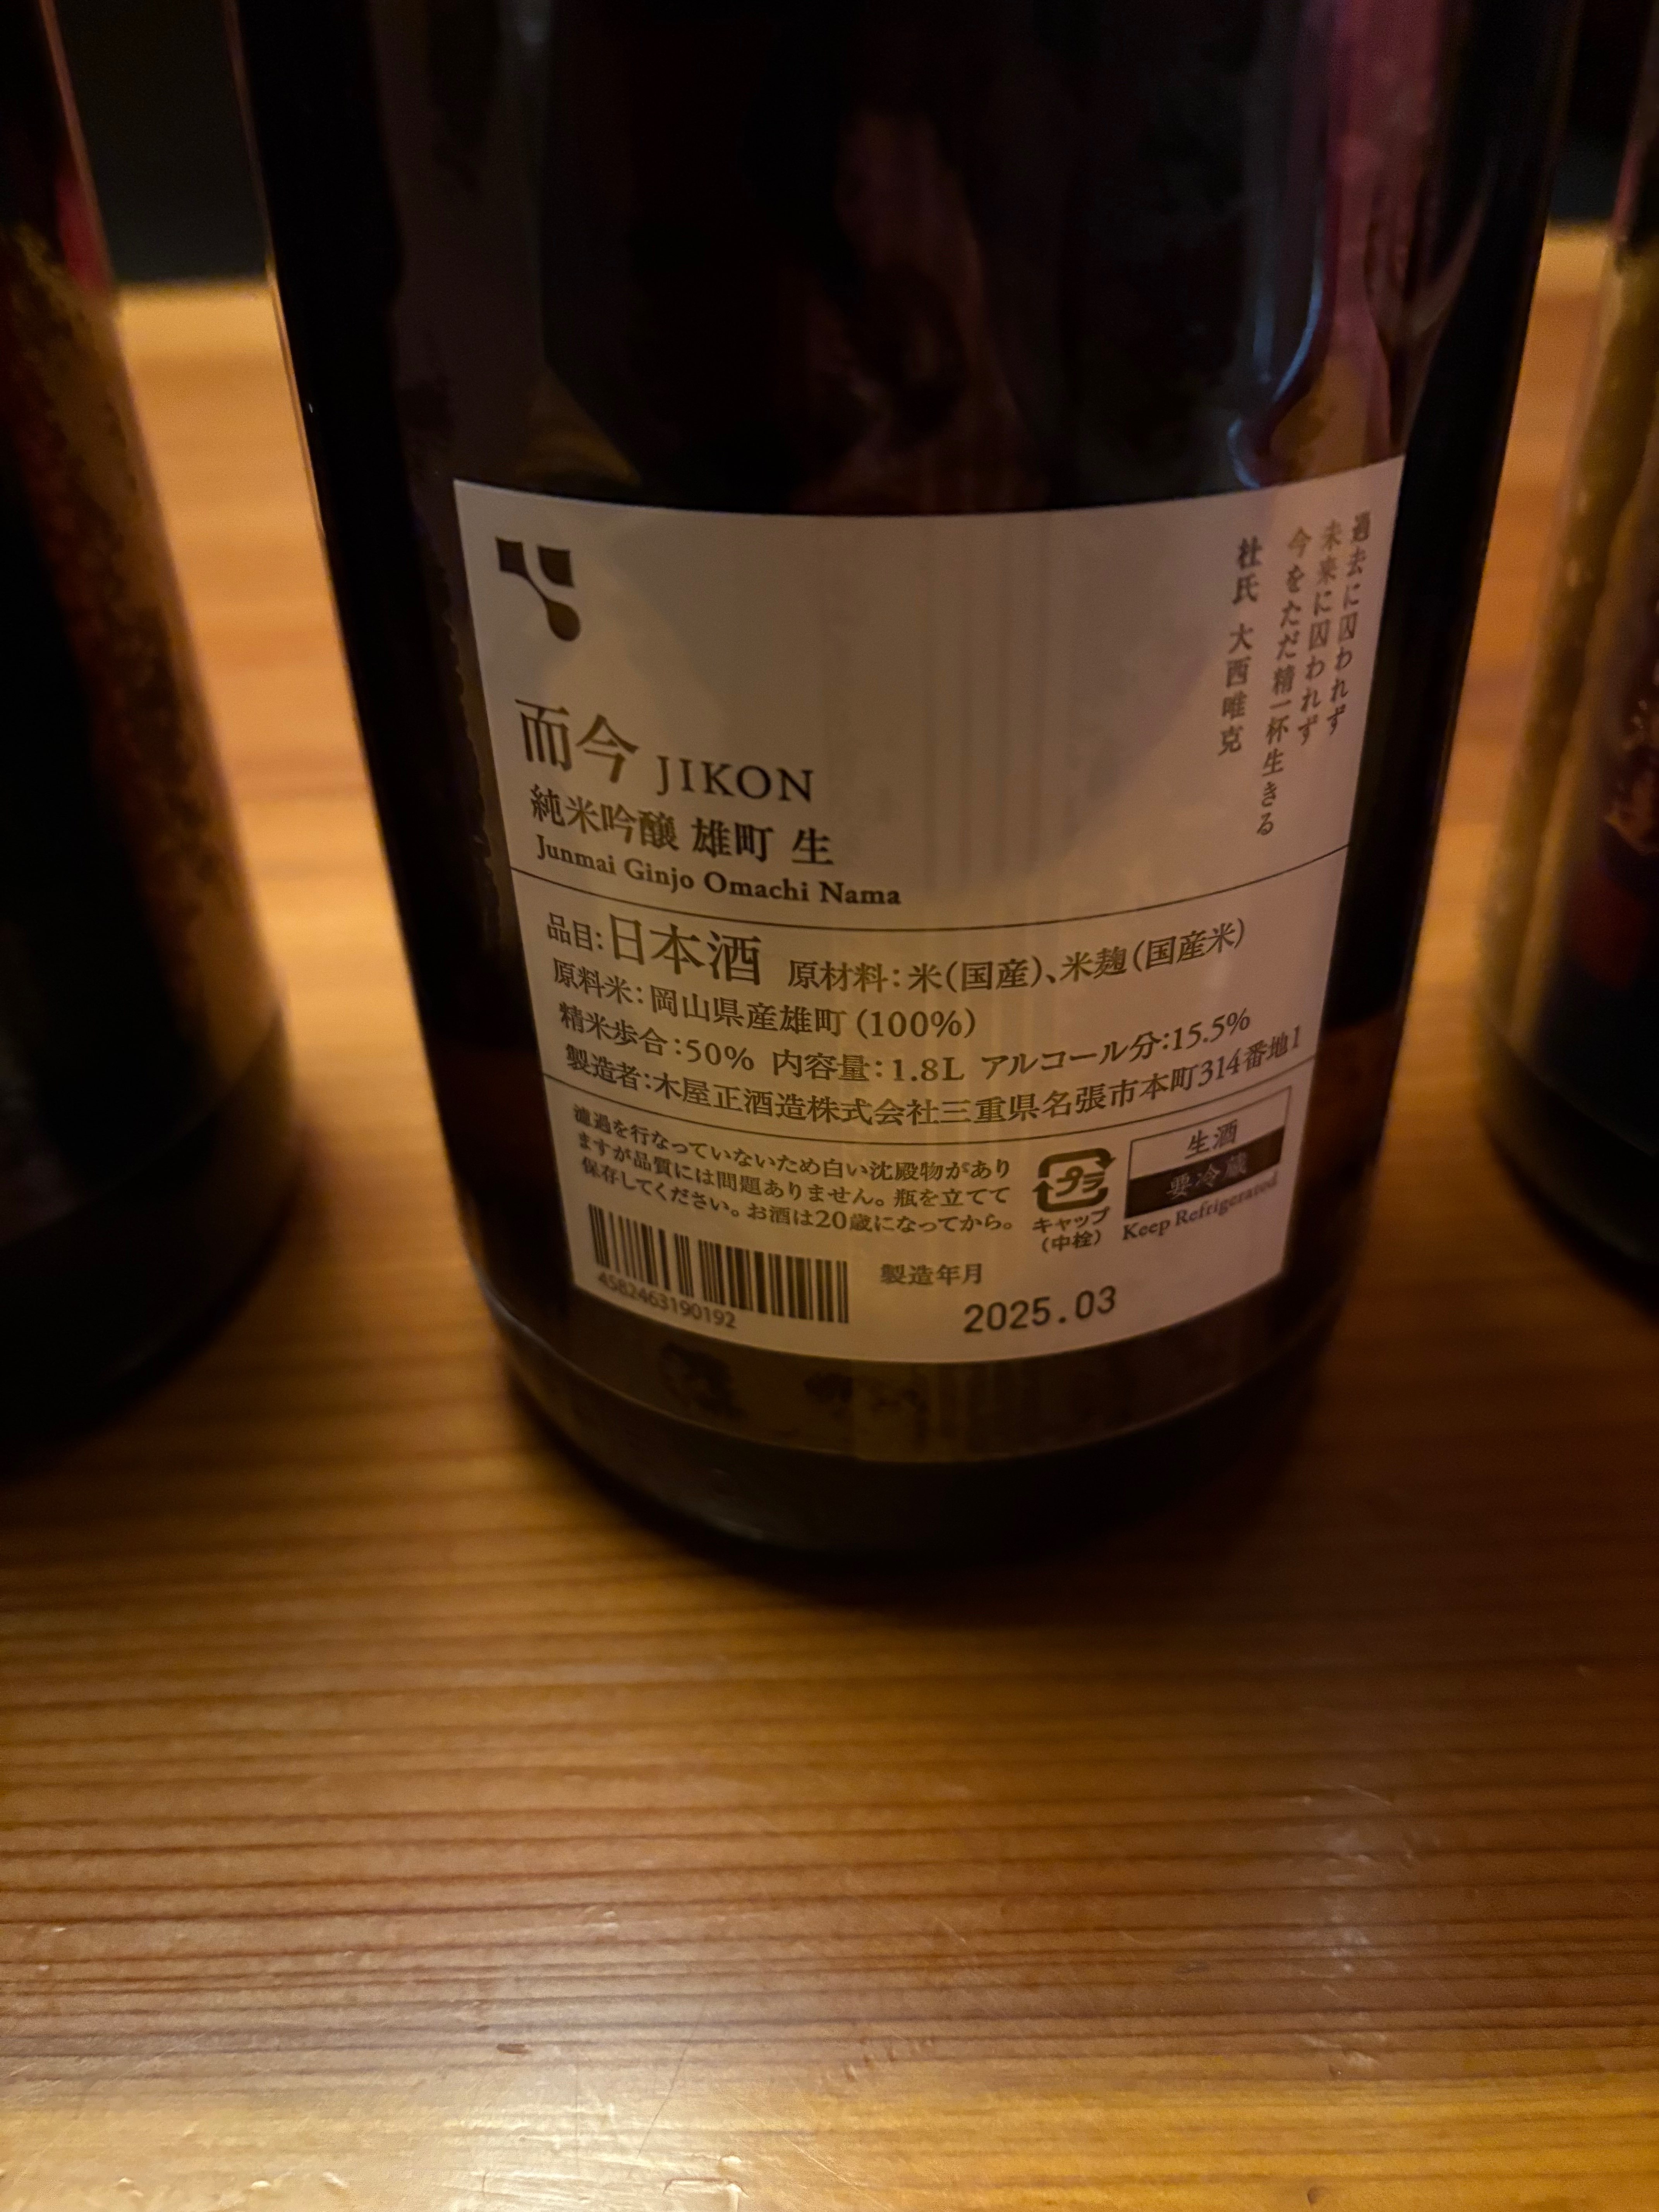 過去に囚われず
未来に囚われず
今をただ精一杯生きる
杜氏 大西唯克
而今 JIKON
純米吟醸 雄町 生
Junmai Ginjo Omachi Nama
品目:日本酒 原材料:米(国産)、米麹(国産米)
原料米:岡山県産雄町(100%)
精米歩合:50% 内容量:1.8L アルコール分:15.5%
製造者:木屋正酒造株式会社三重県名張市本町314番地1
濾過を行なっていないため白い沈殿物があり
ますが品質には問題ありません。瓶を立てて
保存してください。お酒は20歳になってから。
プラ
キャップ
(中栓)
生酒
要冷蔵
Keep Refrigerated
4582463190192
製造年月
2025.03